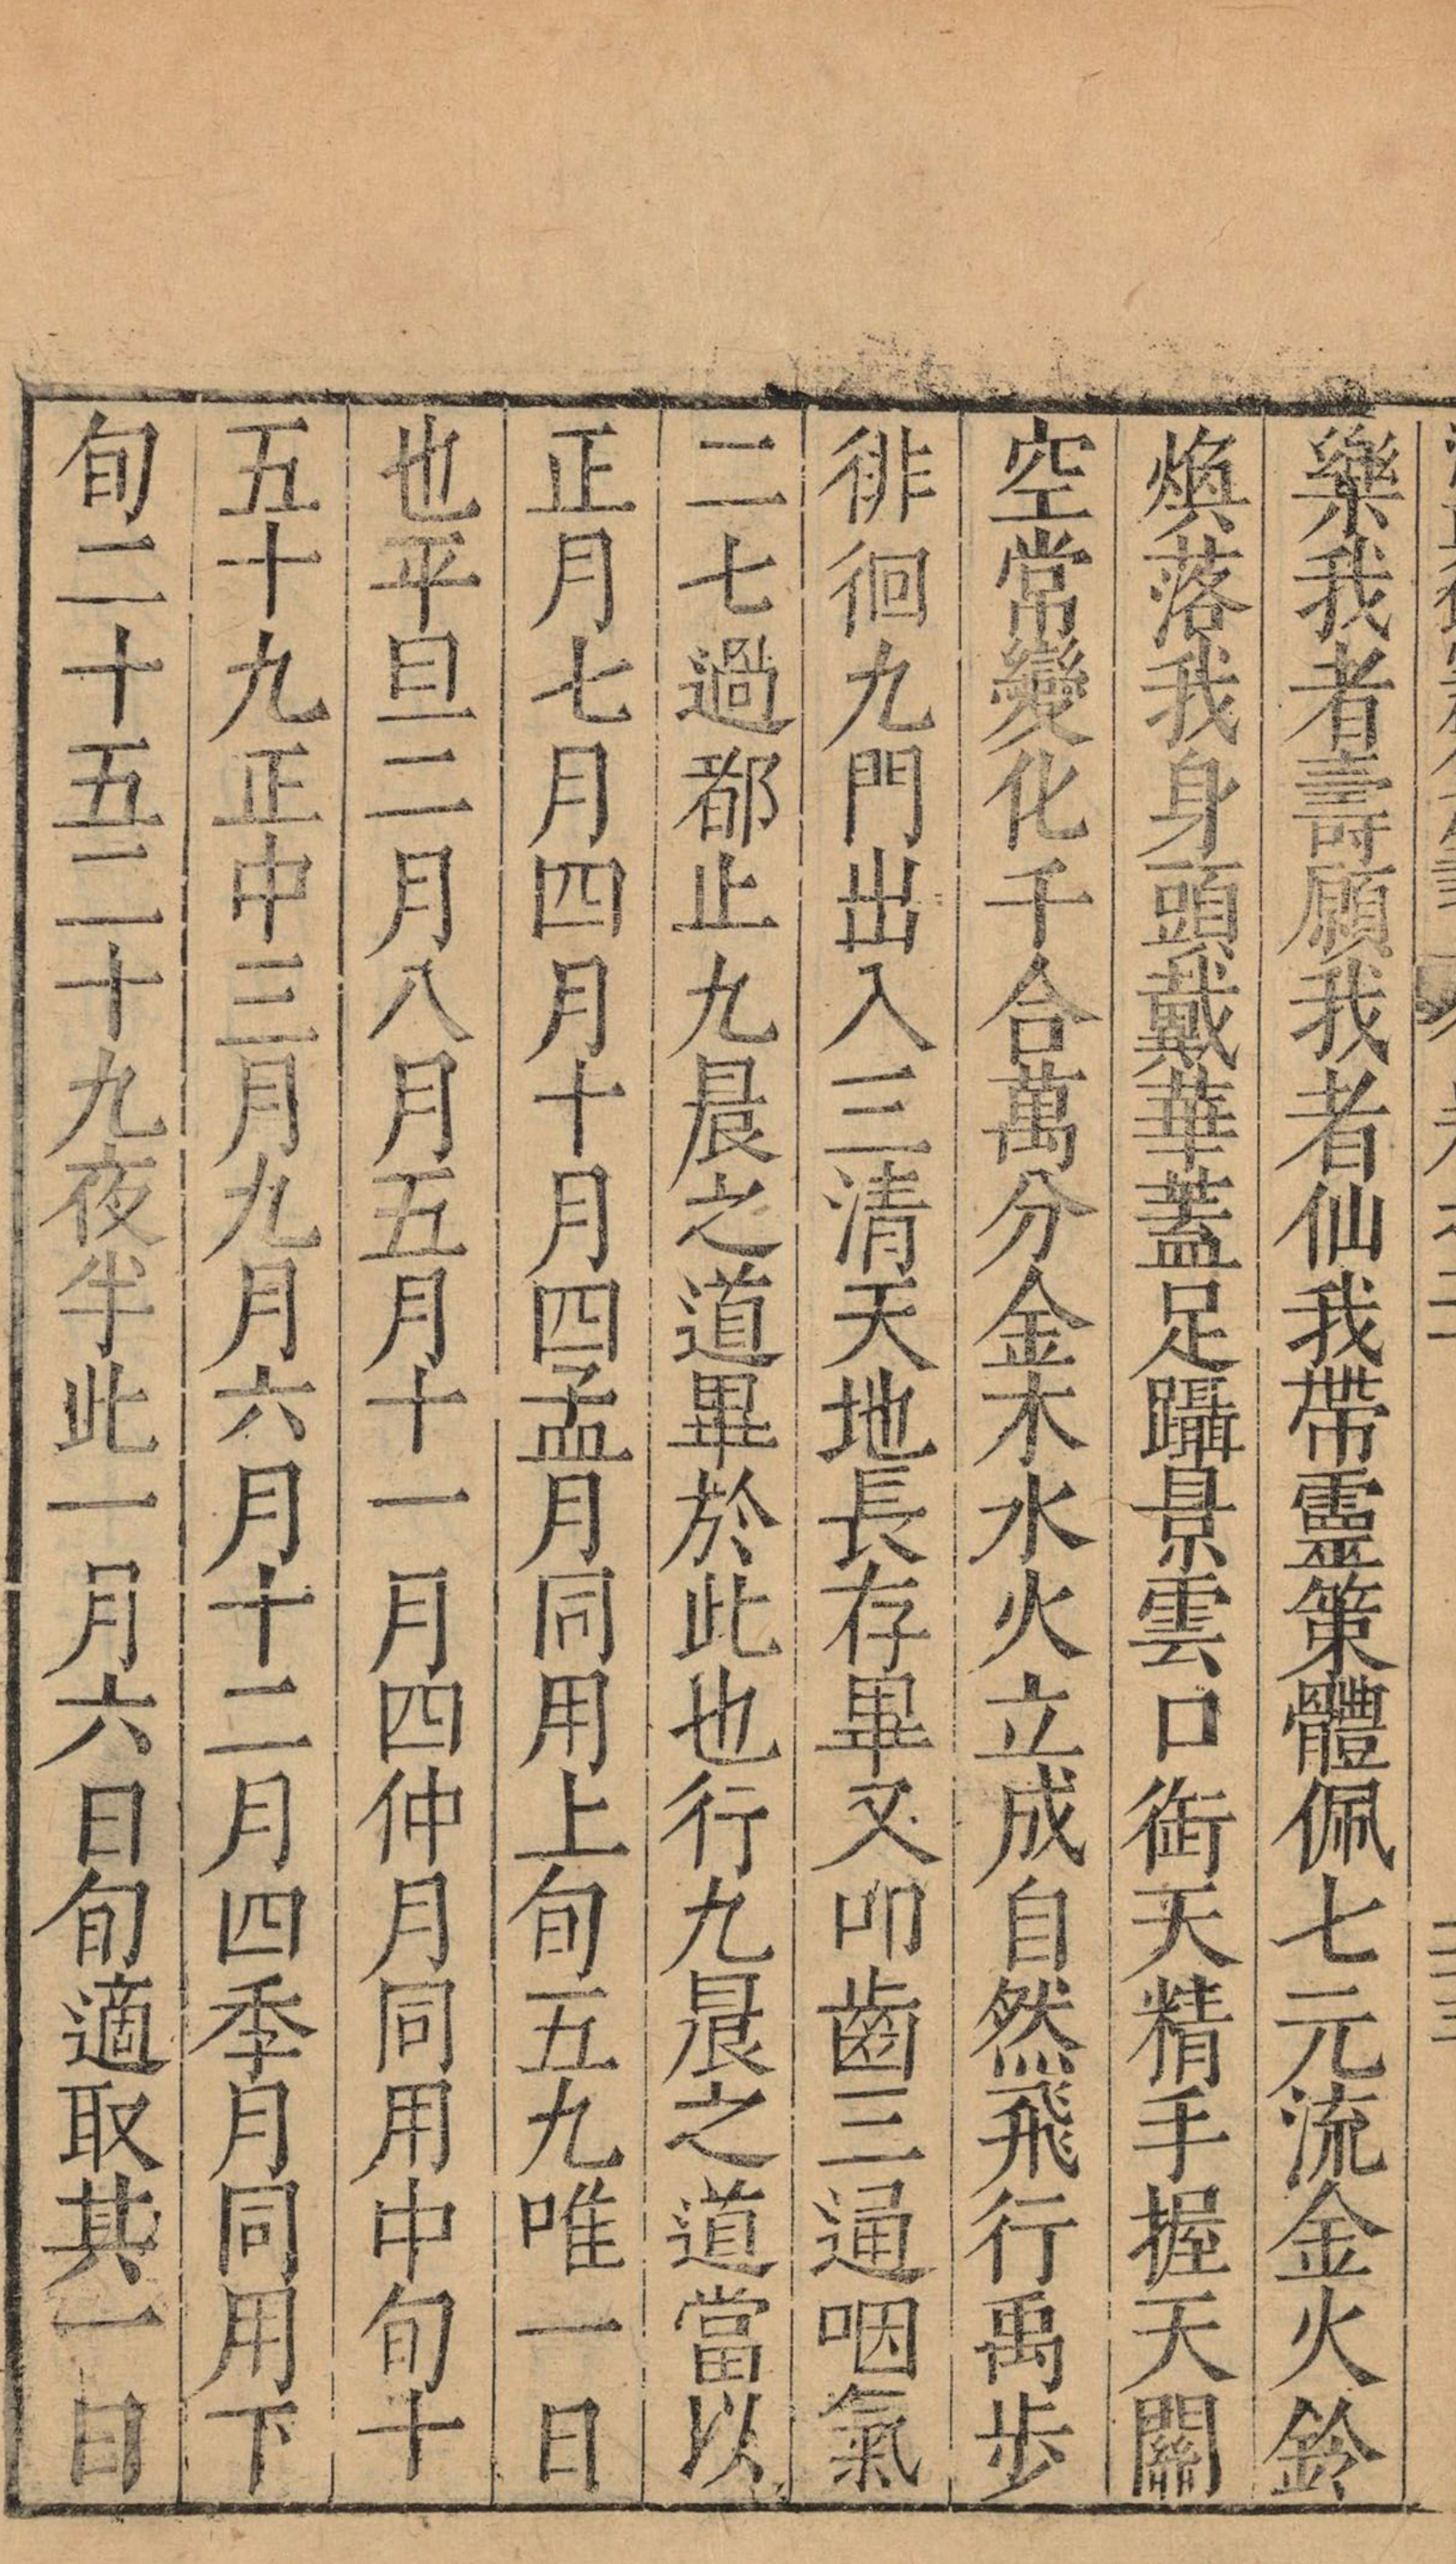 樂我者壽願我者仙我帶靈策體佩七元流金火鈴
煥落我身頭戴華蓋足躡景雲口銜天精手握天關
空常變化千合萬分金木水火立成自然飛行禹步
徘徊九門出入三清天地長存畢又叩齒三通咽氣
二七過都止九晨之道畢於此也行九晨之道當以
正月七月四月十月四孟月同用上旬五九唯一日
也平旦二月八月五月十一月四仲月同用中旬十
五十九正中三月九月六月十二月四季月同用下
旬二十五二十九夜半此一月六日旬適取其一日